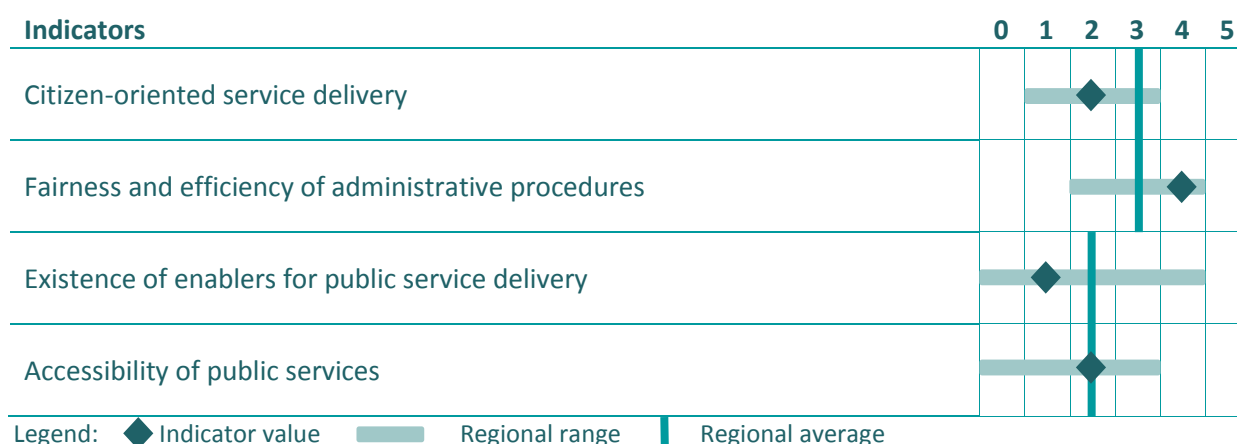 Indicators 0 1 2 3 4 5
Citizen-oriented service delivery
Fairness and efficiency of administrative procedures
Existence of enablers for public service delivery
Accessibility of public services
Legend: Indicator value Regional range Regional average